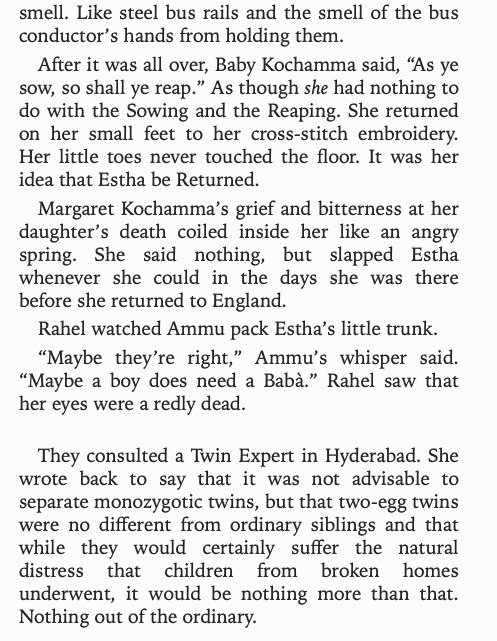 smell. Like steel bus rails and the smell of the bus
conductor’s hands from holding them.
After it was all over, Baby Kochamma said, “As ye
sow, so shall ye reap.” As though she had nothing to
do with the Sowing and the Reaping. She returned
on her small feet to her cross-stitch embroidery.
Her little toes never touched the floor. It was her
idea that Estha be Returned.
Margaret Kochamma’s grief and bitterness at her
daughter’s death coiled inside her like an angry
spring. She said nothing, but slapped Estha
whenever she could in the days she was there
before she returned to England.
Rahel watched Ammu pack Estha’s little trunk.
“Maybe they’re right,” Ammu’s whisper said.
“Maybe a boy does need a Babà.” Rahel saw that
her eyes were a redly dead.
They consulted a Twin Expert in Hyderabad. She
wrote back to say that it was not advisable to
separate monozygotic twins, but that two-egg twins
were no different from ordinary siblings and that
while they would certainly suffer the natural
distress that children from broken homes
underwent, it would be nothing more than that.
Nothing out of the ordinary.